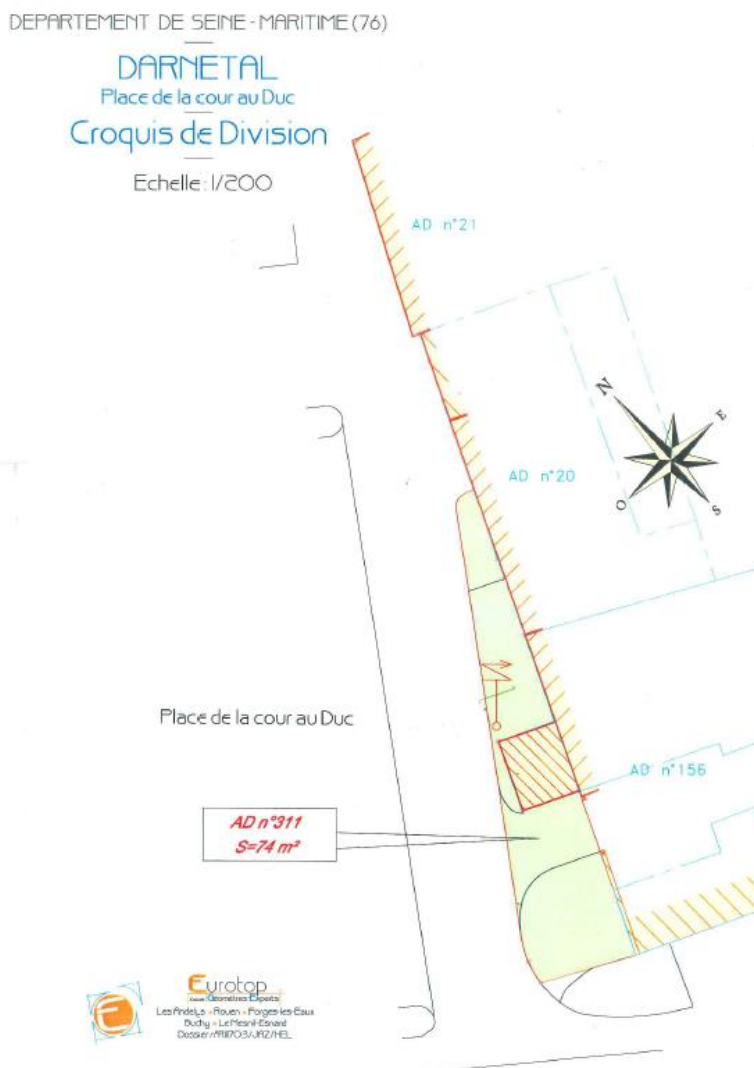 DEPARTEMENT DE SEINE-MARITIME (76)
DARNETAL
Place de la cour au Duc
Croquis de Division
Echelle : 1/200
AD n°21
N
E
AD n°20
O
S
Place de la cour au Duc
AD n°156
AD n°311
S=74 m²
Eurotop
Géomètres Experts
Les Andelys • Rouen • Forges-les-Eaux
Buchy • Le Mesnil-Esnard